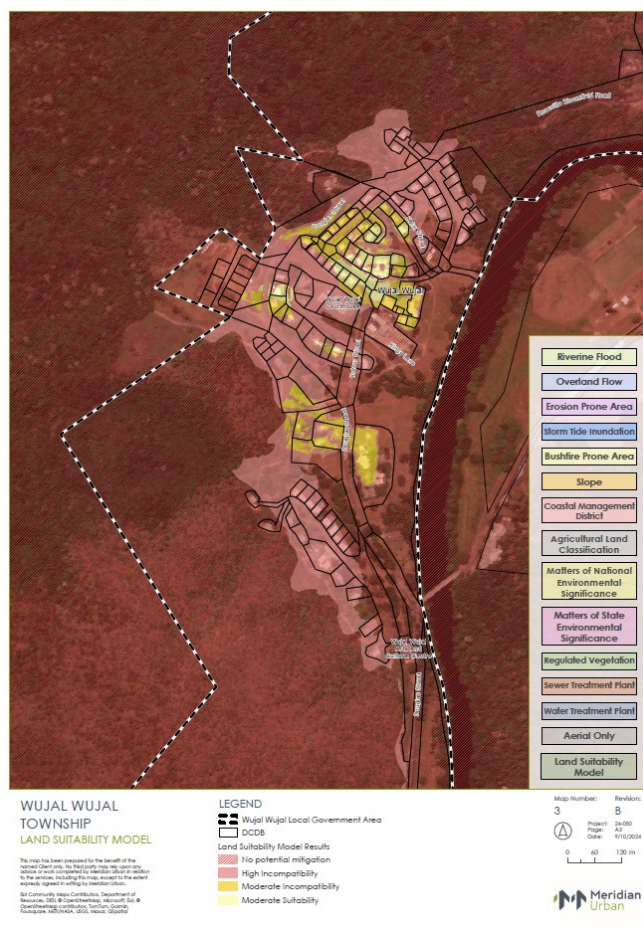 Wujal Wujal
Riverine Flood
Overland Flow
Erosion Prone Area
Storm Tide Inundation
Bushfire Prone Area
Slope
Coastal Management
District
Agricultural Land
Classification
Matters of National
Environmental
Significance
Matters of State
Environmental
Significance
Regulated Vegetation
Sewer Treatment Plant
Water Treatment Plant
Aerial Only
Land Suitability
Model
WUJAL WUJAL
TOWNSHIP
LAND SUITABILITY MODEL
This map has been prepared for the benefit of the
named Client only. No third party may rely upon any
advice or work completed by Meridian Urban in relation
to the services, including this map, except to the extent
expressly agreed in writing by Meridian Urban.
LEGEND
Wujal Wujal Local Government Area
DCDB
Land Suitability Model Results
No potential mitigation
High Incompatibility
Moderate Incompatibility
Moderate Suitability
Map Number:
3
Revision:
B
Project: 24-050
Page: A3
Date: 9/10/2024
0 60 120 m
Meridian
Urban